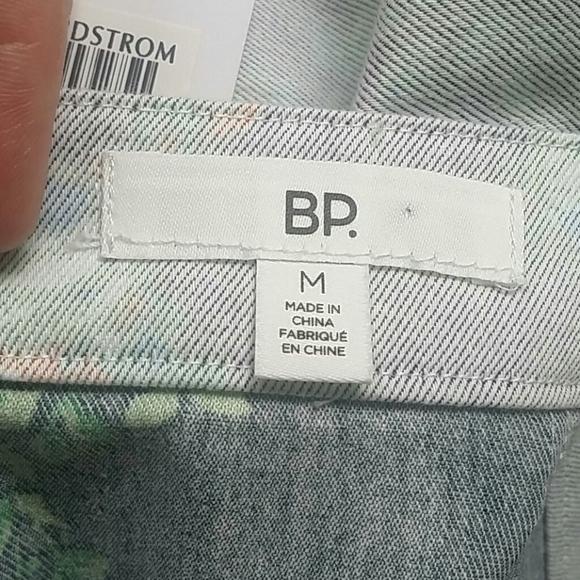 DSTROM
BP.
M
MADE IN
CHINA
FABRIQUÉ
EN CHINE